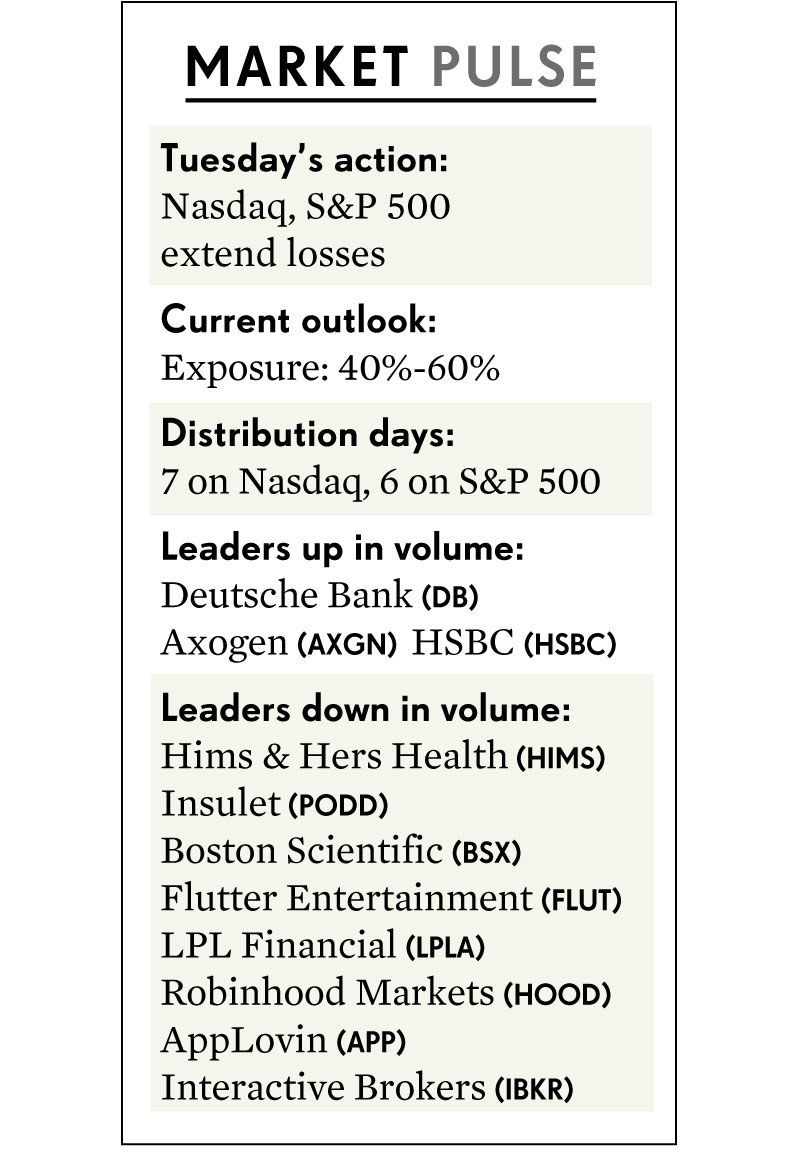 MARKET PULSE
Tuesday's action:
Nasdaq, S&P 500
extend losses
Current outlook:
Exposure: 40%-60%
Distribution days:
7 on Nasdaq, 6 on S&P 500
Leaders up in volume:
Deutsche Bank (DB)
Axogen (AXGN) HSBC (HSBC)
Leaders down in volume:
Hims & Hers Health (HIMS)
Insulet (PODD)
Boston Scientific (BSX)
Flutter Entertainment (FLUT)
LPL Financial (LPLA)
Robinhood Markets (HOOD)
AppLovin (APP)
Interactive Brokers (IBKR)